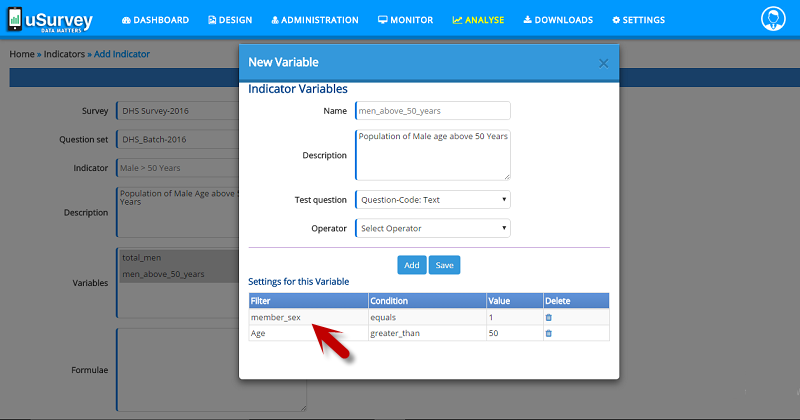 uSurvey
DATA MATTERS
DASHBOARD DESIGN ADMINISTRATION MONITOR ANALYSE DOWNLOADS SETTINGS
Home » Indicators » Add Indicator
Survey DHS Survey-2016
Question set DHS_Batch-2016
Indicator Male > 50 Years
Description Population of Male Age above 5
Years
Variables total_men
men_above_50_years
Formulae
New Variable ×
Indicator Variables
Name men_above_50_years
Description Population of Male age above 50 Years
Test question Question-Code: Text
Operator Select Operator
Add Save
Settings for this Variable
Filter Condition Value Delete
member_sex equals 1
Age greater_than 50